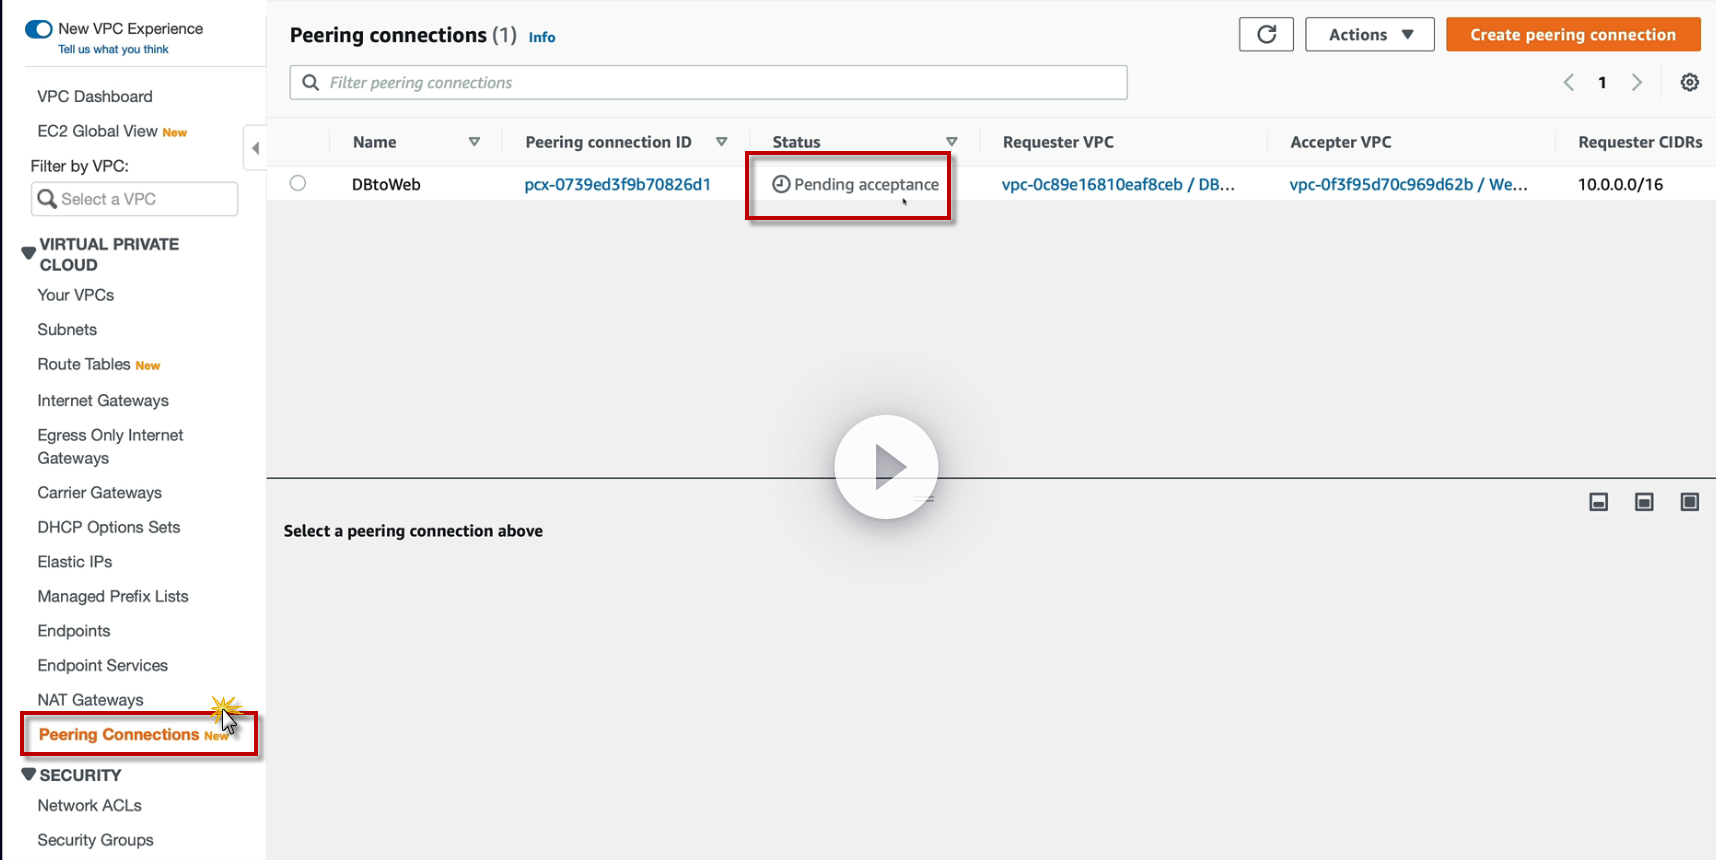 New VPC Experience
Tell us what you think
VPC Dashboard
EC2 Global View New
Filter by VPC:
Select a VPC
VIRTUAL PRIVATE
CLOUD
Your VPCs
Subnets
Route Tables New
Internet Gateways
Egress Only Internet
Gateways
Carrier Gateways
DHCP Options Sets
Elastic IPs
Managed Prefix Lists
Endpoints
Endpoint Services
NAT Gateways
Peering Connections New
SECURITY
Network ACLs
Security Groups
Peering connections (1) Info
Actions
Create peering connection
Filter peering connections
1
Name Peering connection ID Status Requester VPC Accepter VPC Requester CIDRs
DBtoWeb pcx-0739ed3f9b70826d1 Pending acceptance vpc-0c89e16810eaf8ceb / DB... vpc-0f3f95d70c969d62b / We... 10.0.0.0/16
Select a peering connection above